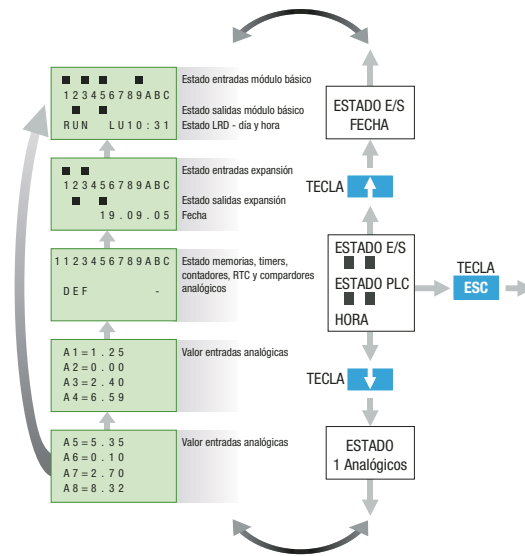 1 2 3 4 5 6 7 8 9 A B C
R U N L U 1 0 : 3 1
Estado entradas módulo básico
Estado salidas módulo básico
Estado LRD - día y hora
1 2 3 4 5 6 7 8 9 A B C
1 9 . 0 9 . 0 5
Estado entradas expansión
Estado salidas expansión
Fecha
1 1 2 3 4 5 6 7 8 9 A B C
D E F -
Estado memorias, timers,
contadores, RTC y compardores
analógicos
A 1 = 1 . 2 5
A 2 = 0 . 0 0
A 3 = 2 . 4 0
A 4 = 6 . 5 9
Valor entradas analógicas
A 5 = 5 . 3 5
A 6 = 0 . 1 0
A 7 = 2 . 7 0
A 8 = 8 . 3 2
Valor entradas analógicas
ESTADO E/S
FECHA
TECLA
ESTADO E/S
ESTADO PLC
HORA
TECLA
ESC
TECLA
ESTADO
1 Analógicos